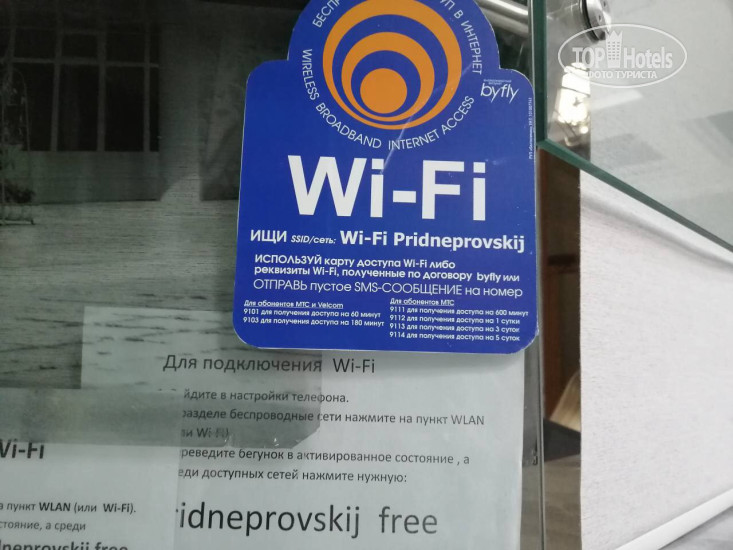 TOP Hotels
ФОТО ТУРИСТА
В ИНТЕРНЕТ
WIRELESS BROADBAND INTERNET ACCESS
byfly
Wi-Fi
ИЩИ SSID/сеть: Wi-Fi Pridneprovskij
ИСПОЛЬЗУЙ карту доступа Wi-Fi либо
реквизиты Wi-Fi, полученные по договору byfly или
ОТПРАВЬ пустое SMS-СООБЩЕНИЕ на номер
Для абонентов МТС и Velcom
9101 для получения доступа на 60 минут
9103 для получения доступа на 180 минут
Для абонентов МТС
9111 для получения доступа на 600 минут
9112 для получения доступа на 1 сутки
9113 для получения доступа на 3 суток
9114 для получения доступа на 5 суток
Для подключения Wi-Fi
йдите в настройки телефона.
разделе беспроводные сети нажмите на пункт WLAN
ли Wi-Fi)
реведите бегунок в активированное состояние , а
еди доступных сетей нажмите нужную:
ridneprovskij free
Wi-Fi
а пункт WLAN (или Wi-Fi).
стояние, а среди
dneprovskij free